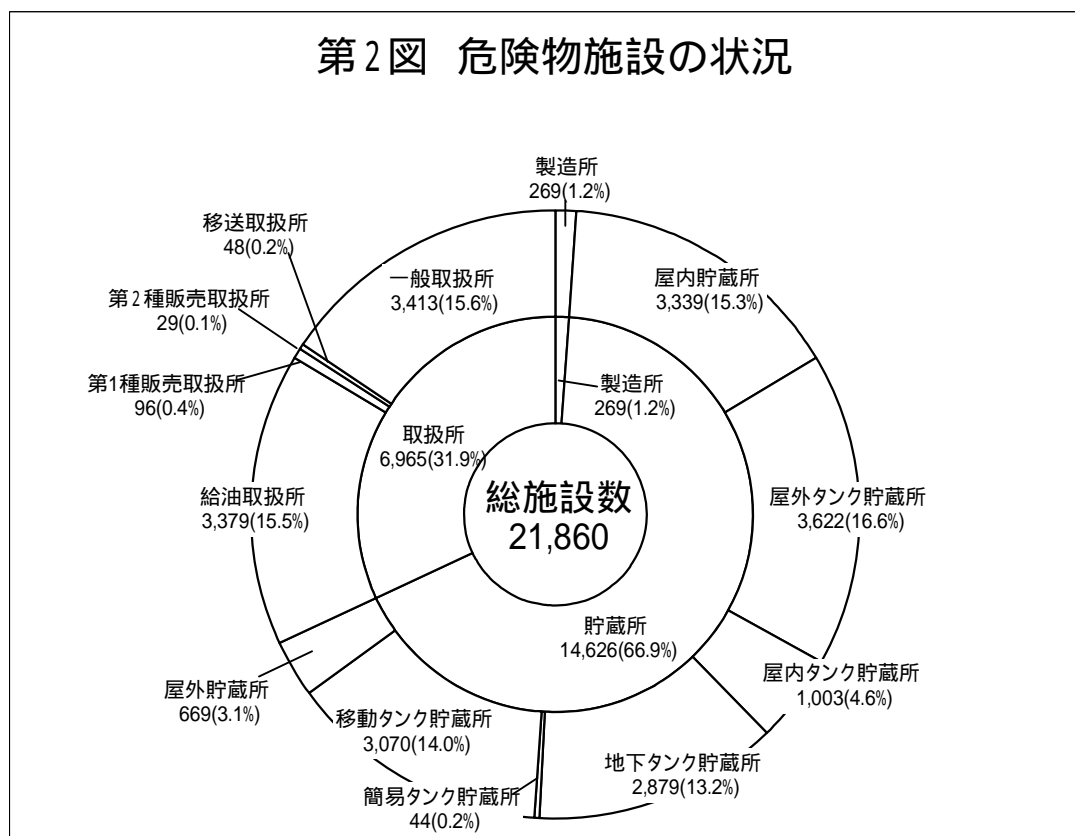 第2図 危険物施設の状況
製造所
269(1.2%)
屋内貯蔵所
3,339(15.3%)
屋外タンク貯蔵所
3,622(16.6%)
屋内タンク貯蔵所
1,003(4.6%)
地下タンク貯蔵所
2,879(13.2%)
簡易タンク貯蔵所
44(0.2%)
移動タンク貯蔵所
3,070(14.0%)
屋外貯蔵所
669(3.1%)
給油取扱所
3,379(15.5%)
第1種販売取扱所
96(0.4%)
第2種販売取扱所
29(0.1%)
移送取扱所
48(0.2%)
一般取扱所
3,413(15.6%)
製造所
269(1.2%)
貯蔵所
14,626(66.9%)
取扱所
6,965(31.9%)
総施設数
21,860